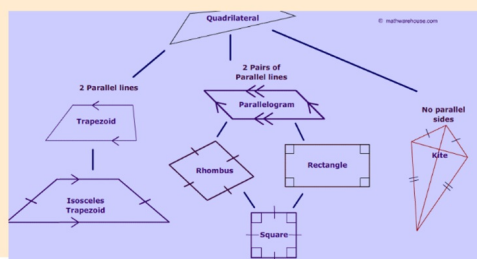 Quadrilateral
© mathwarehouse.com
2 Parallel lines
2 Pairs of
Parallel lines
Parallelogram
No parallel
sides
Trapezoid
Kite
Rhombus
Rectangle
Isosceles
Trapezoid
Square